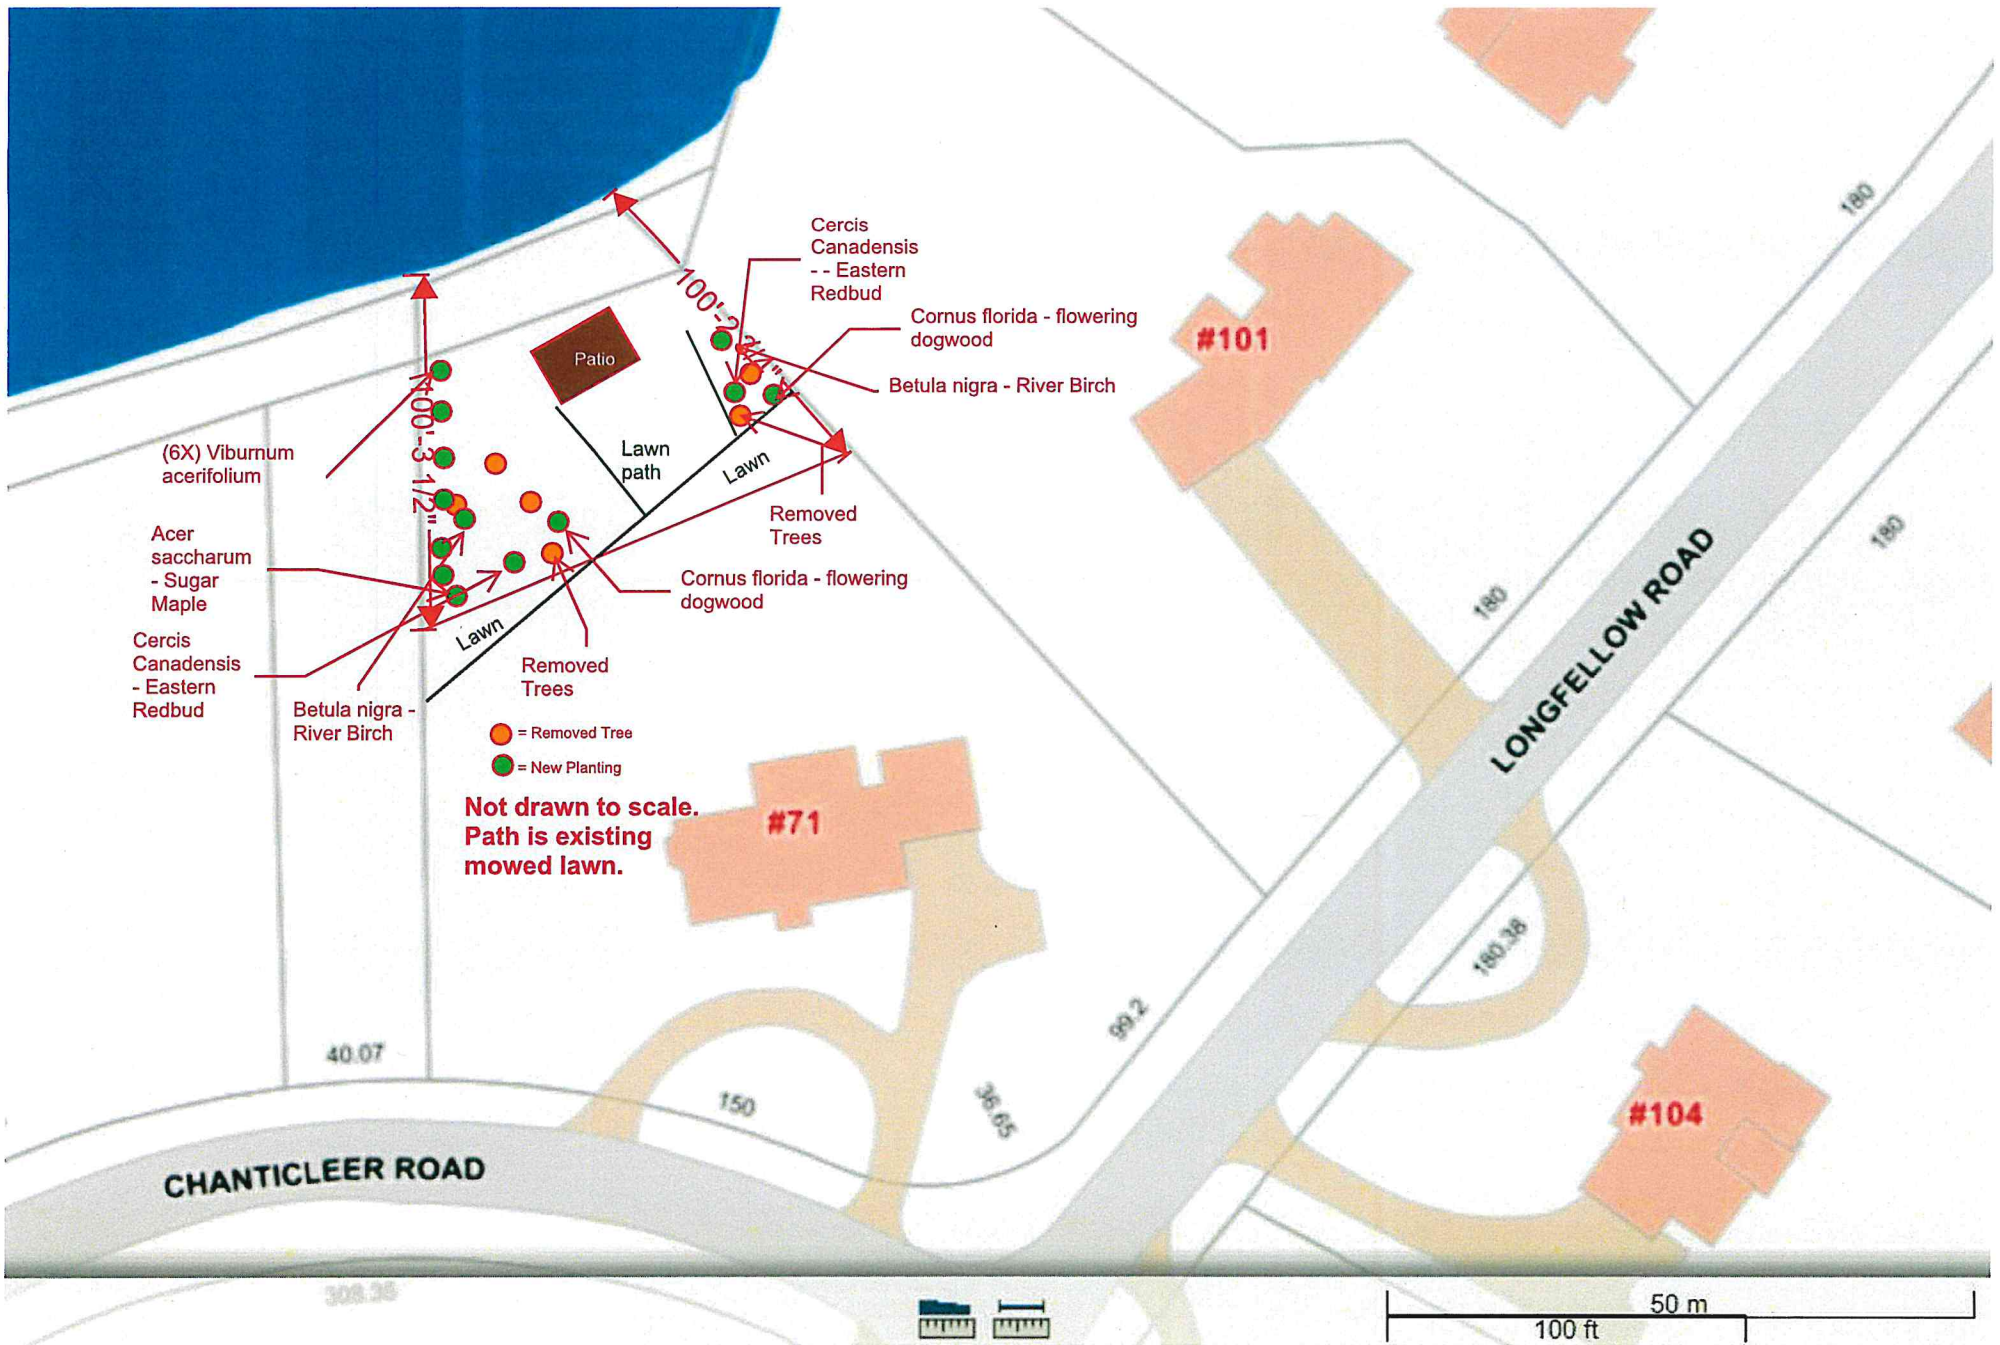 180
Cercis
Canadensis
- - Eastern
Redbud
100'-2
Cornus florida - flowering
dogwood
#101
Patio
Betula nigra - River Birch
100'-3 1/2"
(6X) Viburnum
acerifolium
Lawn
path
Lawn
Removed
Trees
180
LONGFELLOW ROAD
180
Acer
saccharum
- Sugar
Maple
Cornus florida - flowering
dogwood
Lawn
Cercis
Canadensis
- Eastern
Redbud
Removed
Trees
Betula nigra -
River Birch
= Removed Tree
= New Planting
Not drawn to scale.
Path is existing
mowed lawn.
#71
180.38
99.2
40.07
150
36.65
#104
CHANTICLEER ROAD
308.36
50 m
100 ft